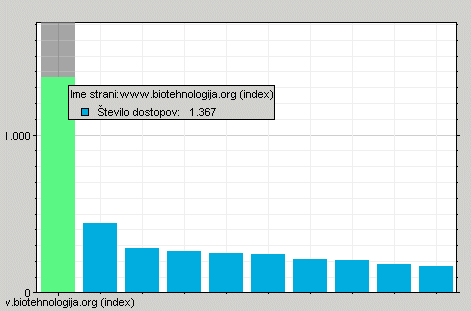 Ime strani:www.biotehnologija.org (index)
Število dostopov: 1.367
1.000
0
v.biotehnologija.org (index)